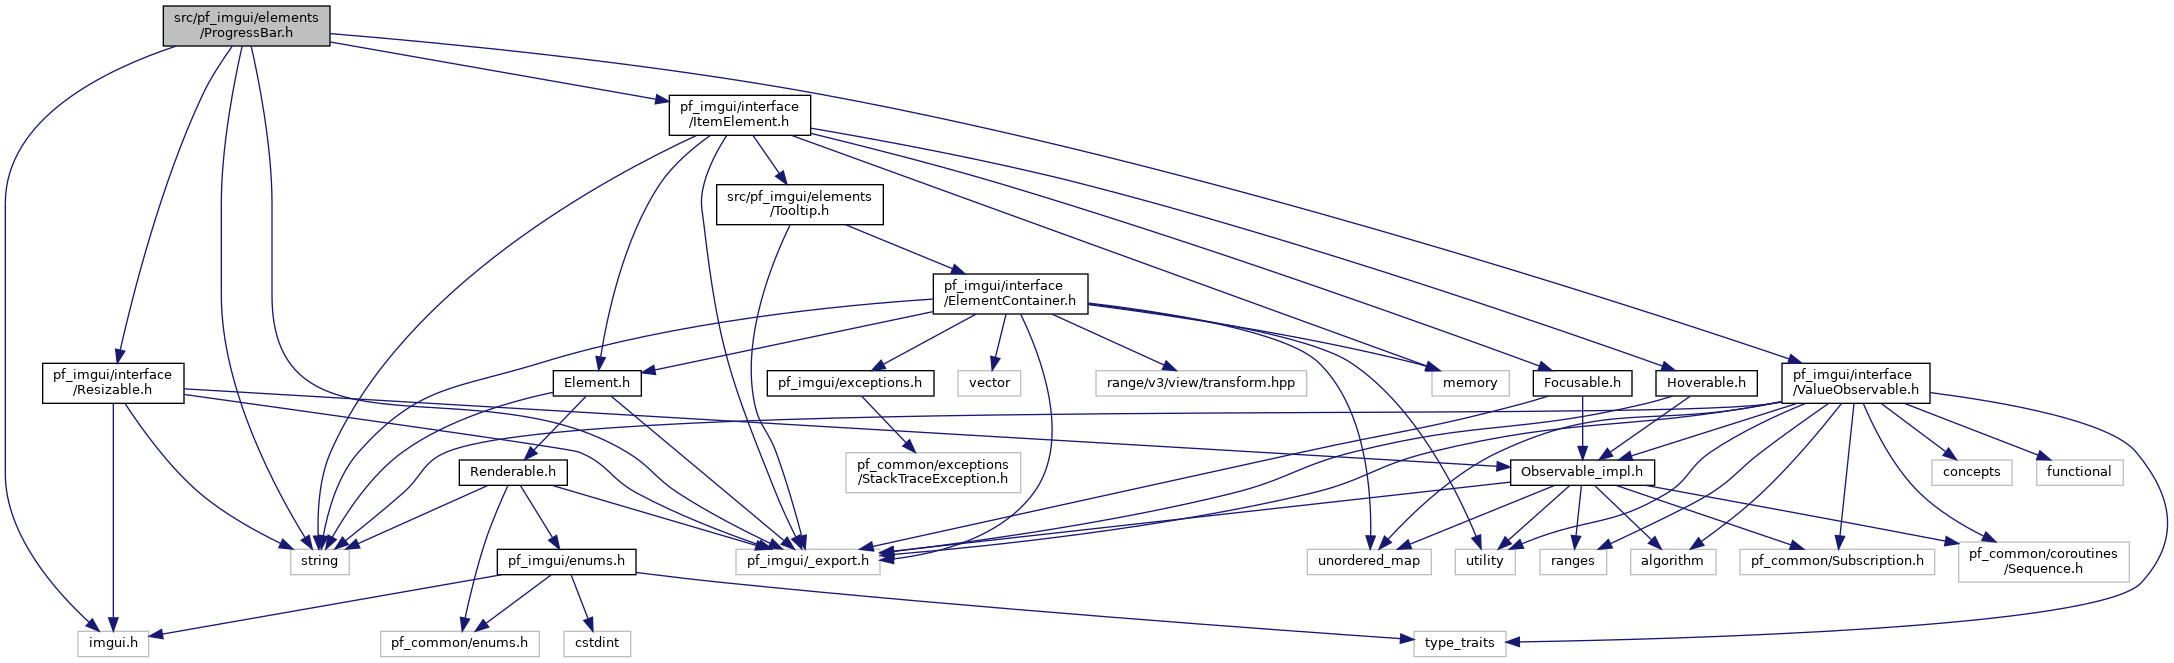 src/pf_imgui/elements
/ProgressBar.h
pf_imgui/interface
/ItemElement.h
src/pf_imgui/elements
/Tooltip.h
pf_imgui/interface
/ElementContainer.h
pf_imgui/interface
/Resizable.h
Element.h
pf_imgui/exceptions.h
vector
range/v3/view/transform.hpp
memory
Focusable.h
Hoverable.h
pf_imgui/interface
/ValueObservable.h
Renderable.h
pf_common/exceptions
/StackTraceException.h
Observable_impl.h
concepts
functional
string
pf_imgui/enums.h
pf_imgui/_export.h
unordered_map
utility
ranges
algorithm
pf_common/Subscription.h
pf_common/coroutines
/Sequence.h
imgui.h
pf_common/enums.h
cstdint
type_traits